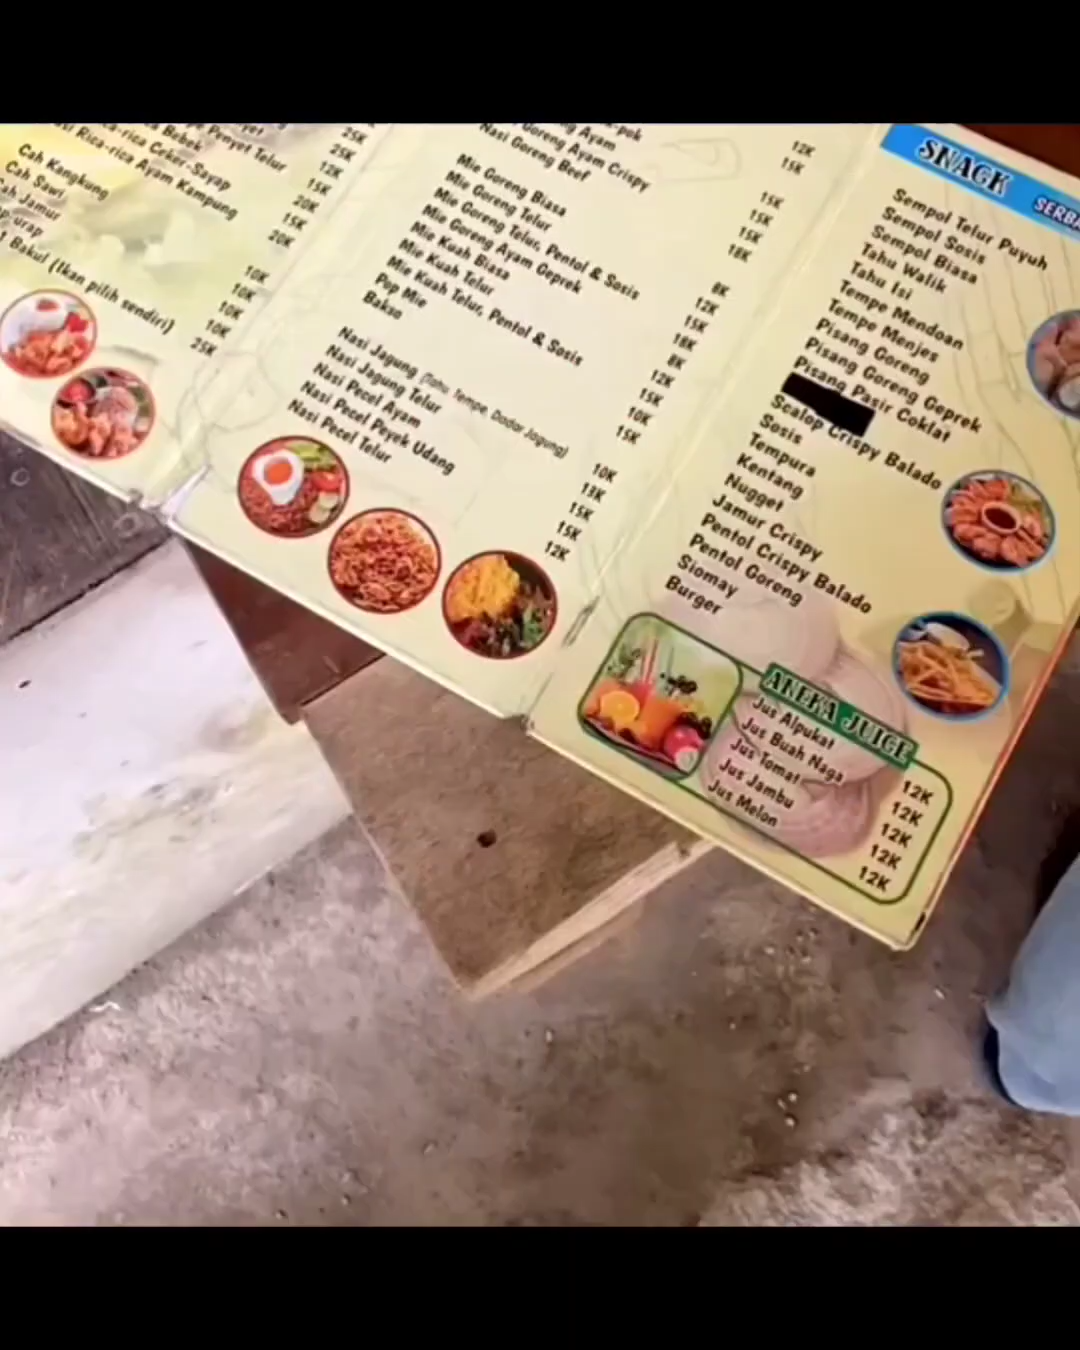 Penyet Telur
Bebek
Ceker-Sayap
Rica-rica Ayam Kampung
25K
25K
12K
15K
20K
15K
20K
Cah Kangkung
Cah Sawi
Jamur
urap
1 Bakul (Ikan pilih sendiri)
10K
10K
10K
10K
25K
Ayam
Goreng Ayam Crispy
Nasi Goreng Beef
12K
15K
15K
15K
15K
18K
Mie Goreng Biasa
Mie Goreng Telur
Mie Goreng Telur, Pentol & Sosis
Mie Goreng Ayam Geprek
Mie Kuah Biasa
Mie Kuah Telur
Mie Kuah Telur, Pentol & Sosis
Pop Mie
Bakso
8K
12K
15K
16K
8K
12K
15K
10K
15K
Nasi Jagung (Tahu, Tempe, Dadar Jagung)
Nasi Jagung Telur
Nasi Pecel Ayam
Nasi Pecel Peyek Udang
Nasi Pecel Telur
10K
13K
15K
15K
12K
SNACK
SERBA
Sempol Telur Puyuh
Sempol Sosis
Sempol Biasa
Tahu Walik
Tahu Isi
Tempe Mendoan
Tempe Menjes
Pisang Goreng
Pisang Goreng Geprek
Pisang Pasir Coklat
Scalop Crispy Balado
Sosis
Tempura
Kentang
Nugget
Jamur Crispy
Pentol Crispy Balado
Pentol Goreng
Siomay
Burger
ANEKA JUICE
Jus Alpukat 12K
Jus Buah Naga 12K
Jus Tomat 12K
Jus Jambu 12K
Jus Melon 12K